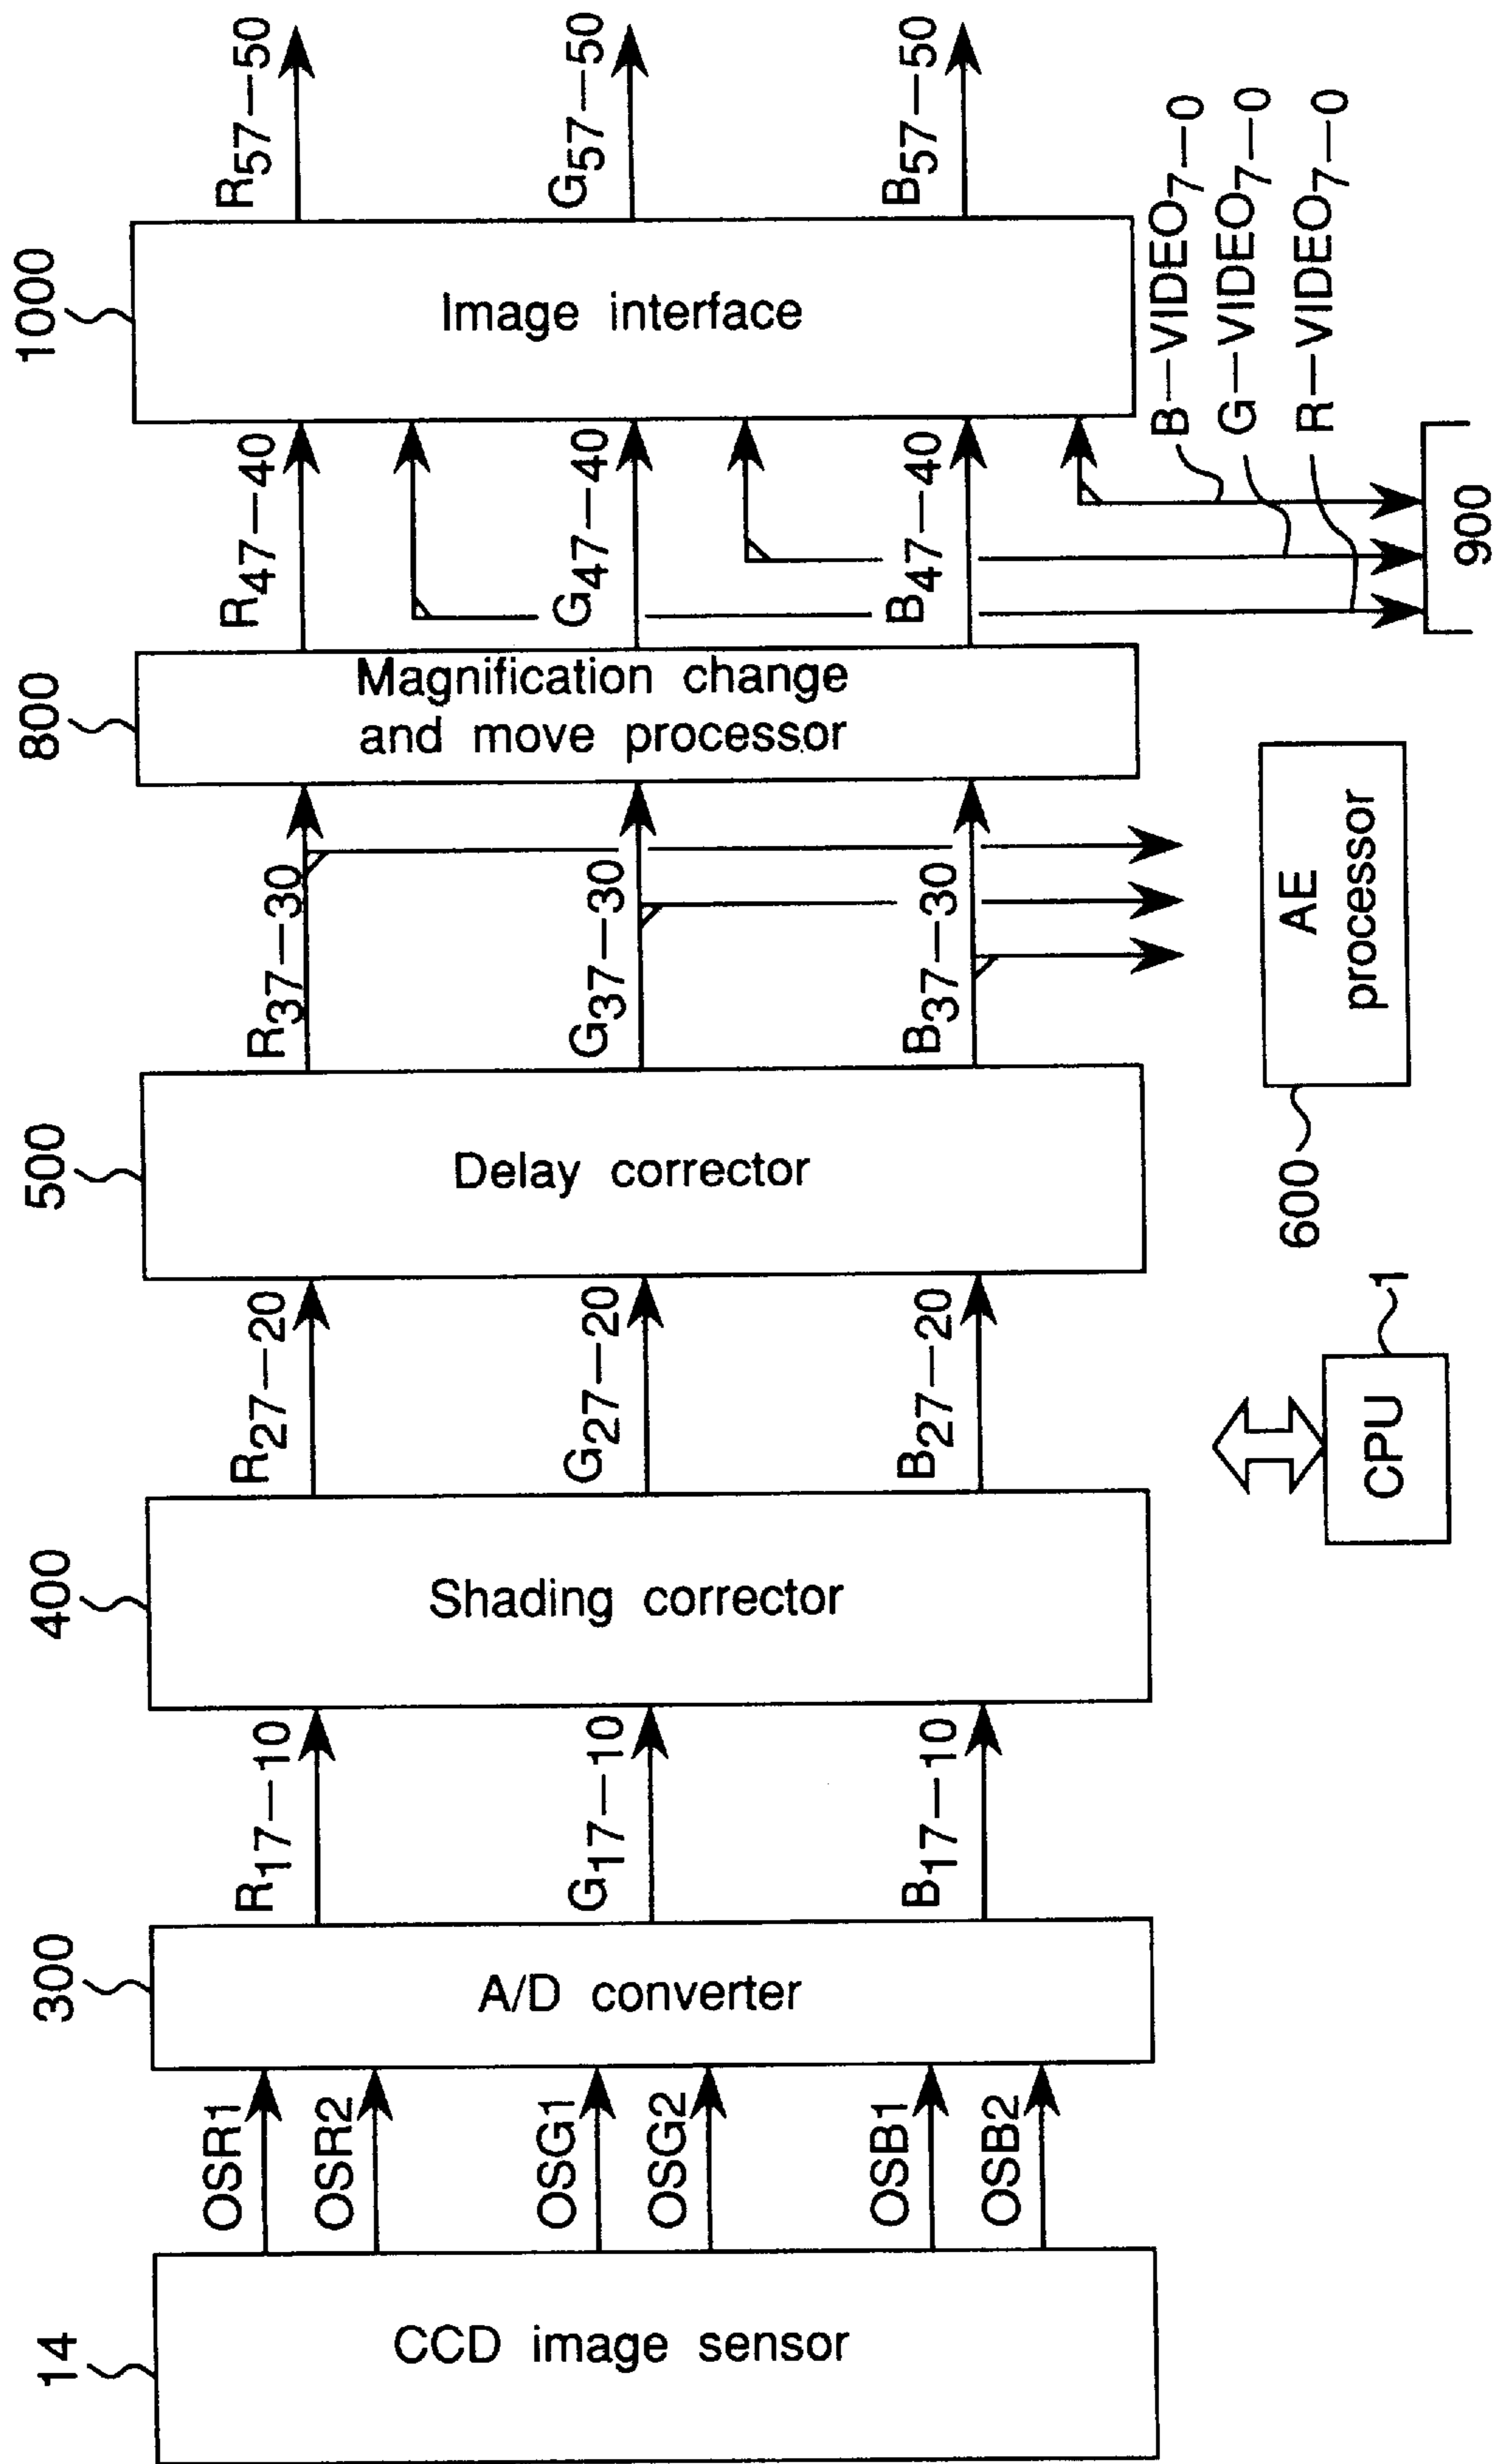 14
CCD image sensor
OSR1
OSR2
OSG1
OSG2
OSB1
OSB2
300
A/D converter
R17—10
G17—10
B17—10
400
Shading corrector
R27—20
G27—20
B27—20
500
Delay corrector
R37—30
G37—30
B37—30
800
Magnification change
and move processor
R47—40
G47—40
B47—40
1000
Image interface
R57—50
G57—50
B57—50
B—VIDEO7—0
G—VIDEO7—0
R—VIDEO7—0
900
CPU
1
600
AE
processor